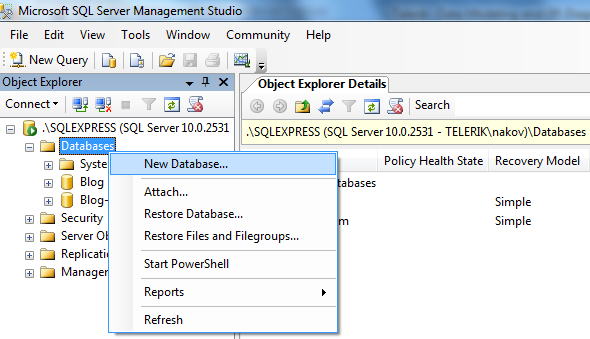 Microsoft SQL Server Management Studio
File Edit View Tools Window Community Help
New Query
Object Explorer
Connect
.\SQLEXPRESS (SQL Server 10.0.2531
Databases
Syste
Blog
Blog-
Security
Server Ob
Replicatio
Managem
New Database...
Attach...
Restore Database...
Restore Files and Filegroups...
Start PowerShell
Reports
Refresh
Object Explorer Details
Search
.\SQLEXPRESS (SQL Server 10.0.2531 - TELERIK\nakov)\Databases
Policy Health State Recovery Model
tabases
Simple
m Simple